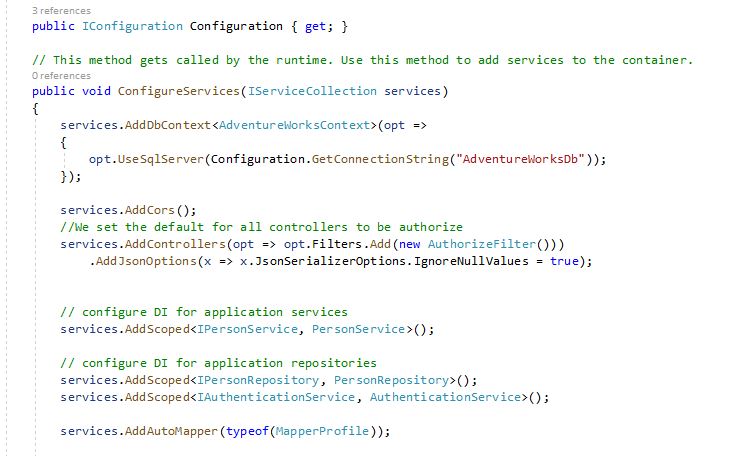 3 references
public IConfiguration Configuration { get; }
// This method gets called by the runtime. Use this method to add services to the container.
0 references
public void ConfigureServices(IServiceCollection services)
{
services.AddDbContext<AdventureWorksContext>(opt =>
{
opt.UseSqlServer(Configuration.GetConnectionString("AdventureWorksDb"));
});
services.AddCors();
//We set the default for all controllers to be authorize
services.AddControllers(opt => opt.Filters.Add(new AuthorizeFilter()))
.AddJsonOptions(x => x.JsonSerializerOptions.IgnoreNullValues = true);
// configure DI for application services
services.AddScoped<IPersonService, PersonService>();
// configure DI for application repositories
services.AddScoped<IPersonRepository, PersonRepository>();
services.AddScoped<IAuthenticationService, AuthenticationService>();
services.AddAutoMapper(typeof(MapperProfile));